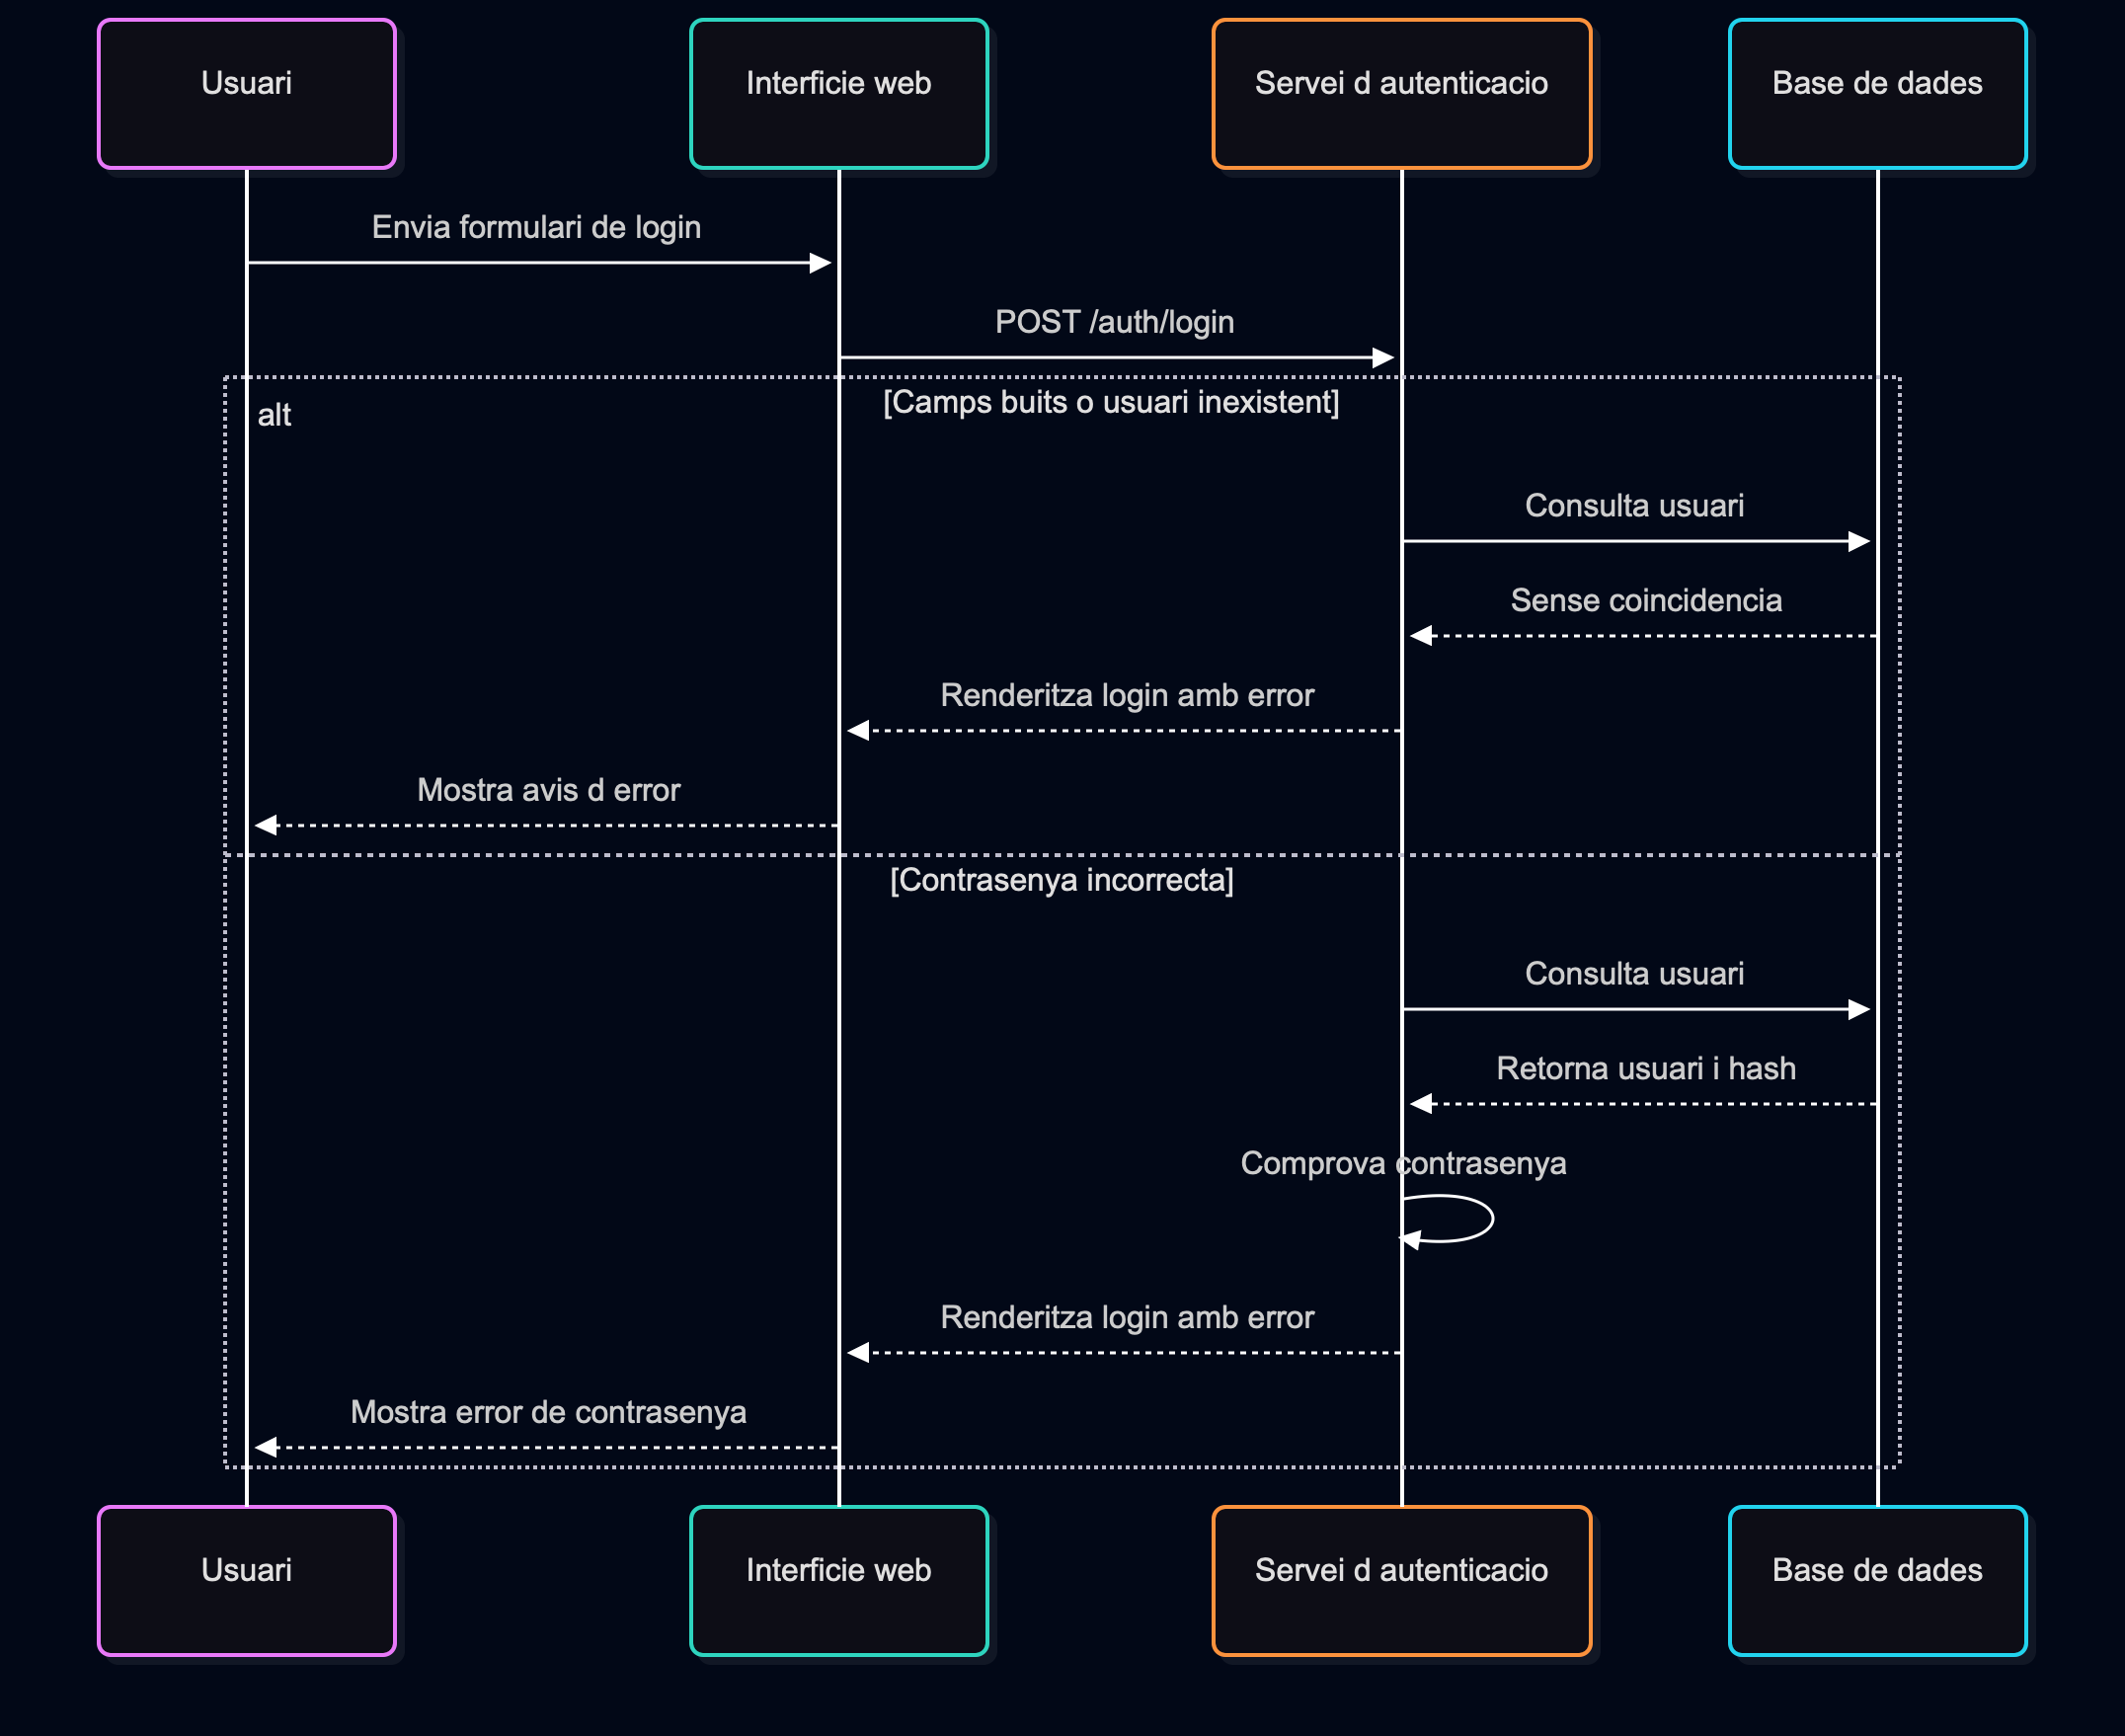 Usuari
Interficie web
Servei d autenticacio
Base de dades
Envia formulari de login
POST /auth/login
alt
[Camps buits o usuari inexistent]
Consulta usuari
Sense coincidencia
Renderitza login amb error
Mostra avis d error
[Contrasenya incorrecta]
Consulta usuari
Retorna usuari i hash
Comprova contrasenya
Renderitza login amb error
Mostra error de contrasenya
Usuari
Interficie web
Servei d autenticacio
Base de dades